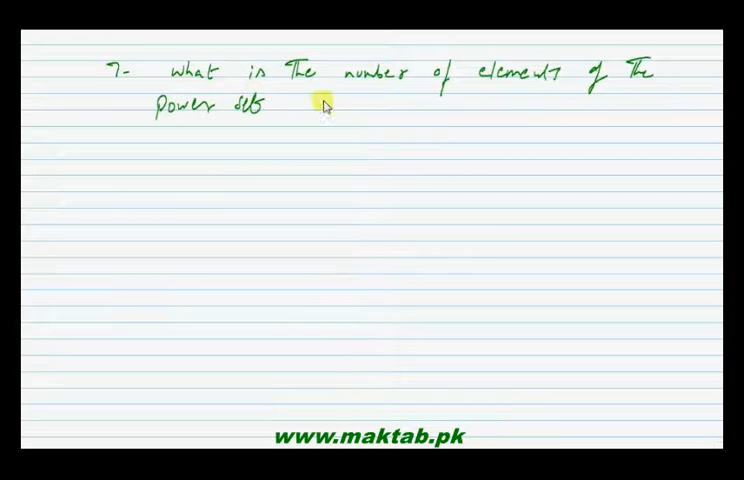 7- what is the number of elements of the
power set
www.maktab.pk